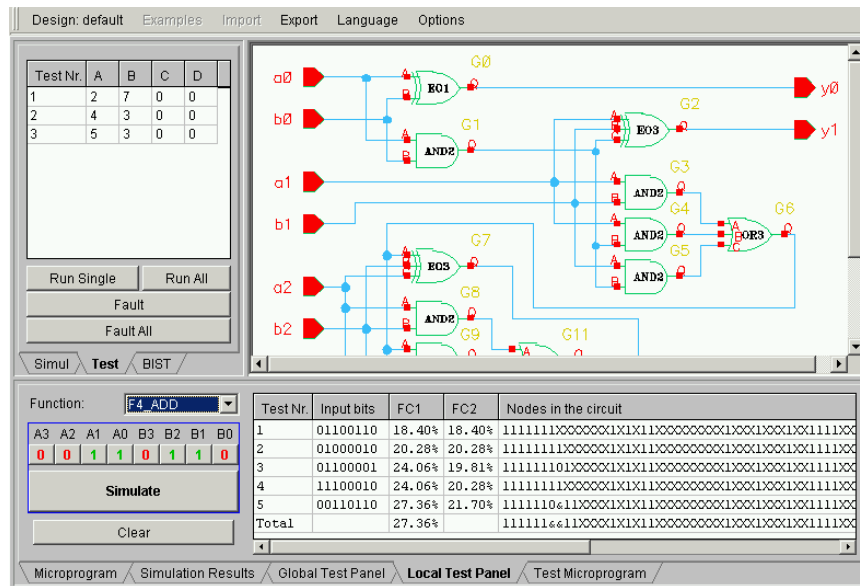 Design: default Examples Import Export Language Options
Test Nr. A B C D
1 2 7 0 0
2 4 3 0 0
3 5 3 0 0
Run Single Run All
Fault
Fault All
Simul Test BIST
G0
a0 A EO1 Q y0
B
b0 G1 G2
A AND2 Q A B C EO3 Q y1
B
a1 G3
A AND2 Q
B
b1 G4 G6
A AND2 Q A OR3 Q
B B
C
G7 G5
A B C EO3 Q A AND2 Q
B
a2 G8
A AND2 Q
B
b2 G9 G11
A Q A Q
Function: F4_ADD
A3 A2 A1 A0 B3 B2 B1 B0
0 0 1 1 0 1 1 0
Simulate
Clear
Test Nr. Input bits FC1 FC2 Nodes in the circuit
1 01100110 18.40% 18.40%
2 01000010 20.28% 20.28%
3 01100001 24.06% 19.81%
4 11100010 24.06% 20.28%
5 00110110 27.36% 21.70%
Total 27.36%
Microprogram Simulation Results Global Test Panel Local Test Panel Test Microprogram